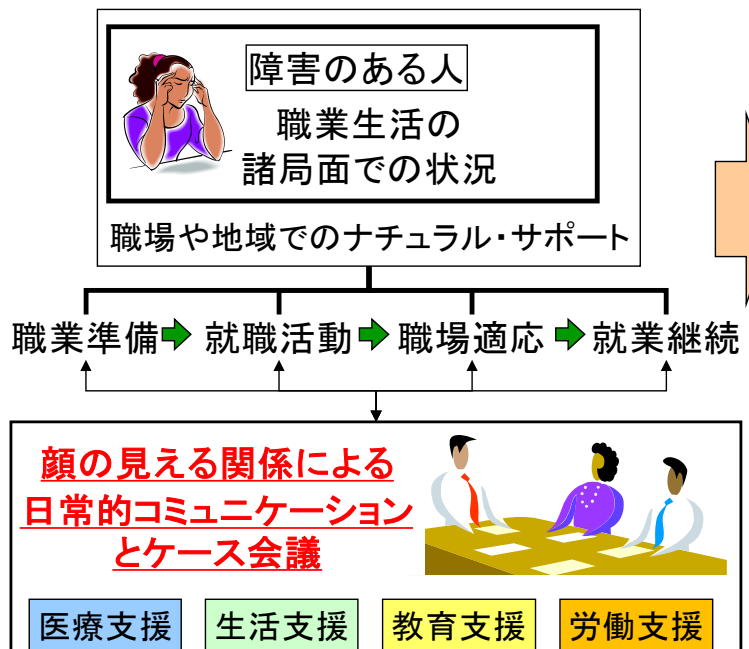 障害のある人
職業生活の
諸局面での状況
職場や地域でのナチュラル・サポート
職業準備 就職活動 職場適応 就業継続
顔の見える関係による
日常的コミュニケーション
とケース会議
医療支援 生活支援 教育支援 労働支援